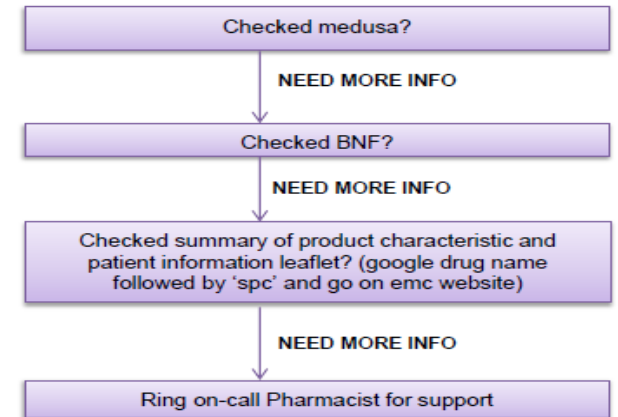 Checked medusa?
NEED MORE INFO
Checked BNF?
NEED MORE INFO
Checked summary of product characteristic and
patient information leaflet? (google drug name
followed by ‘spc’ and go on emc website)
NEED MORE INFO
Ring on-call Pharmacist for support